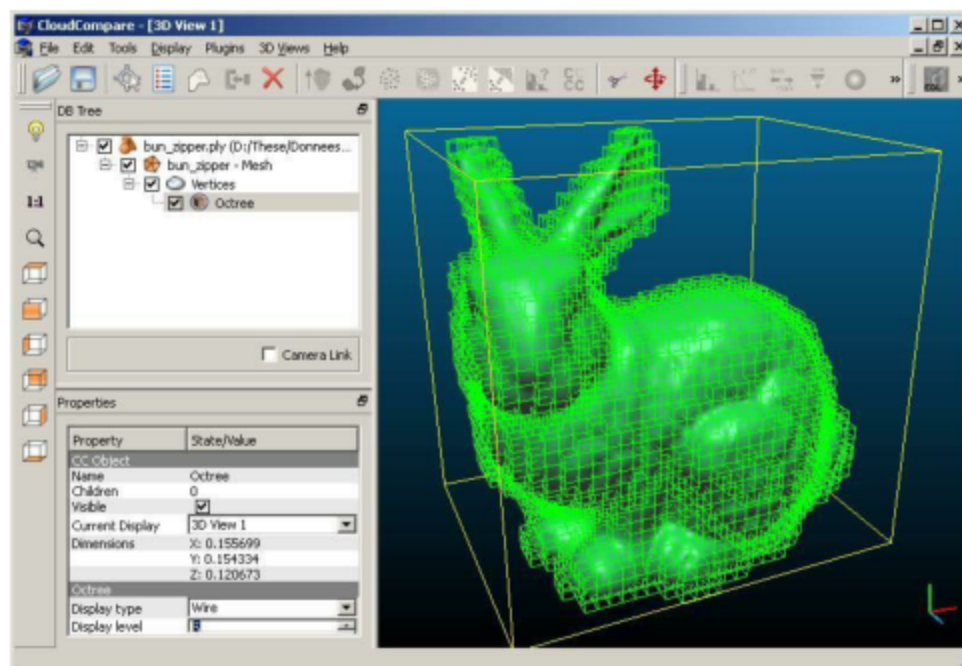 CloudCompare - [3D View 1]
File Edit Tools Display Plugins 3D Views Help
DB Tree
bun_zipper.ply (D:/These/Donnees...
bun_zipper - Mesh
Vertices
1:1
Octree
Camera Link
Properties
Property State/Value
CC Object
Name Octree
Children 0
Visible
Current Display 3D View 1
Dimensions X: 0.155699
Y: 0.154334
Z: 0.120673
Octree
Display type Wire
Display level